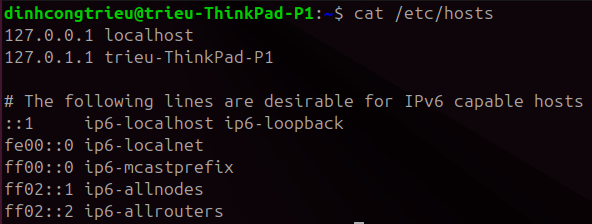 dinhcongtrieu@trieu-ThinkPad-P1:~$ cat /etc/hosts
127.0.0.1 localhost
127.0.1.1 trieu-ThinkPad-P1
# The following lines are desirable for IPv6 capable hosts
::1     ip6-localhost ip6-loopback
fe00::0 ip6-localnet
ff00::0 ip6-mcastprefix
ff02::1 ip6-allnodes
ff02::2 ip6-allrouters